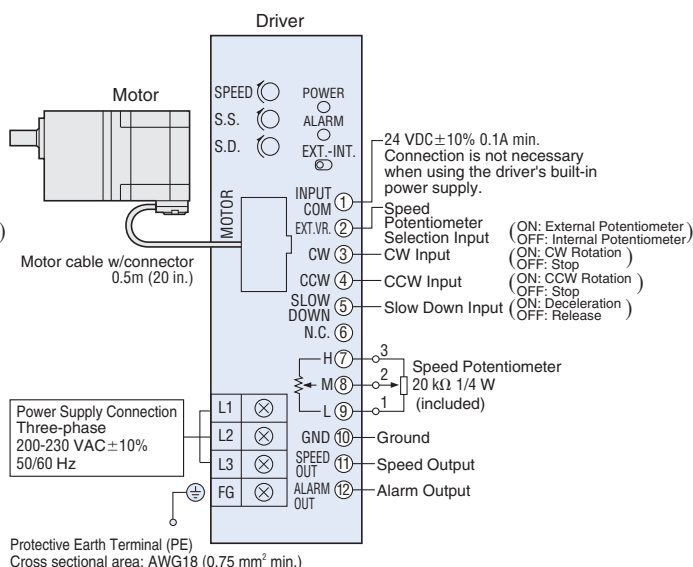 Driver
Motor
SPEED
S.S.
S.D.
POWER
ALARM
EXT.-INT.
MOTOR
INPUT COM ①
24 VDC±10% 0.1A min.
Connection is not necessary
when using the driver's built-in
power supply.
EXT.VR. ②
Speed
Potentiometer
Selection Input
(ON: External Potentiometer
OFF: Internal Potentiometer)
CW ③ CW Input
(ON: CW Rotation
OFF: Stop)
CCW ④ CCW Input
(ON: CCW Rotation
OFF: Stop)
SLOW DOWN ⑤ Slow Down Input
(ON: Deceleration
OFF: Release)
N.C. ⑥
)
Motor cable w/connector
0.5m (20 in.)
H ⑦ 3
M ⑧ 2
L ⑨ 1
Speed Potentiometer
20 kΩ 1/4 W
(included)
GND ⑩ Ground
SPEED OUT ⑪ Speed Output
ALARM OUT ⑫ Alarm Output
L1
L2
L3
FG
Power Supply Connection
Three-phase
200-230 VAC±10%
50/60 Hz
Protective Earth Terminal (PE)
Cross sectional area: AWG18 (0.75 mm² min.)